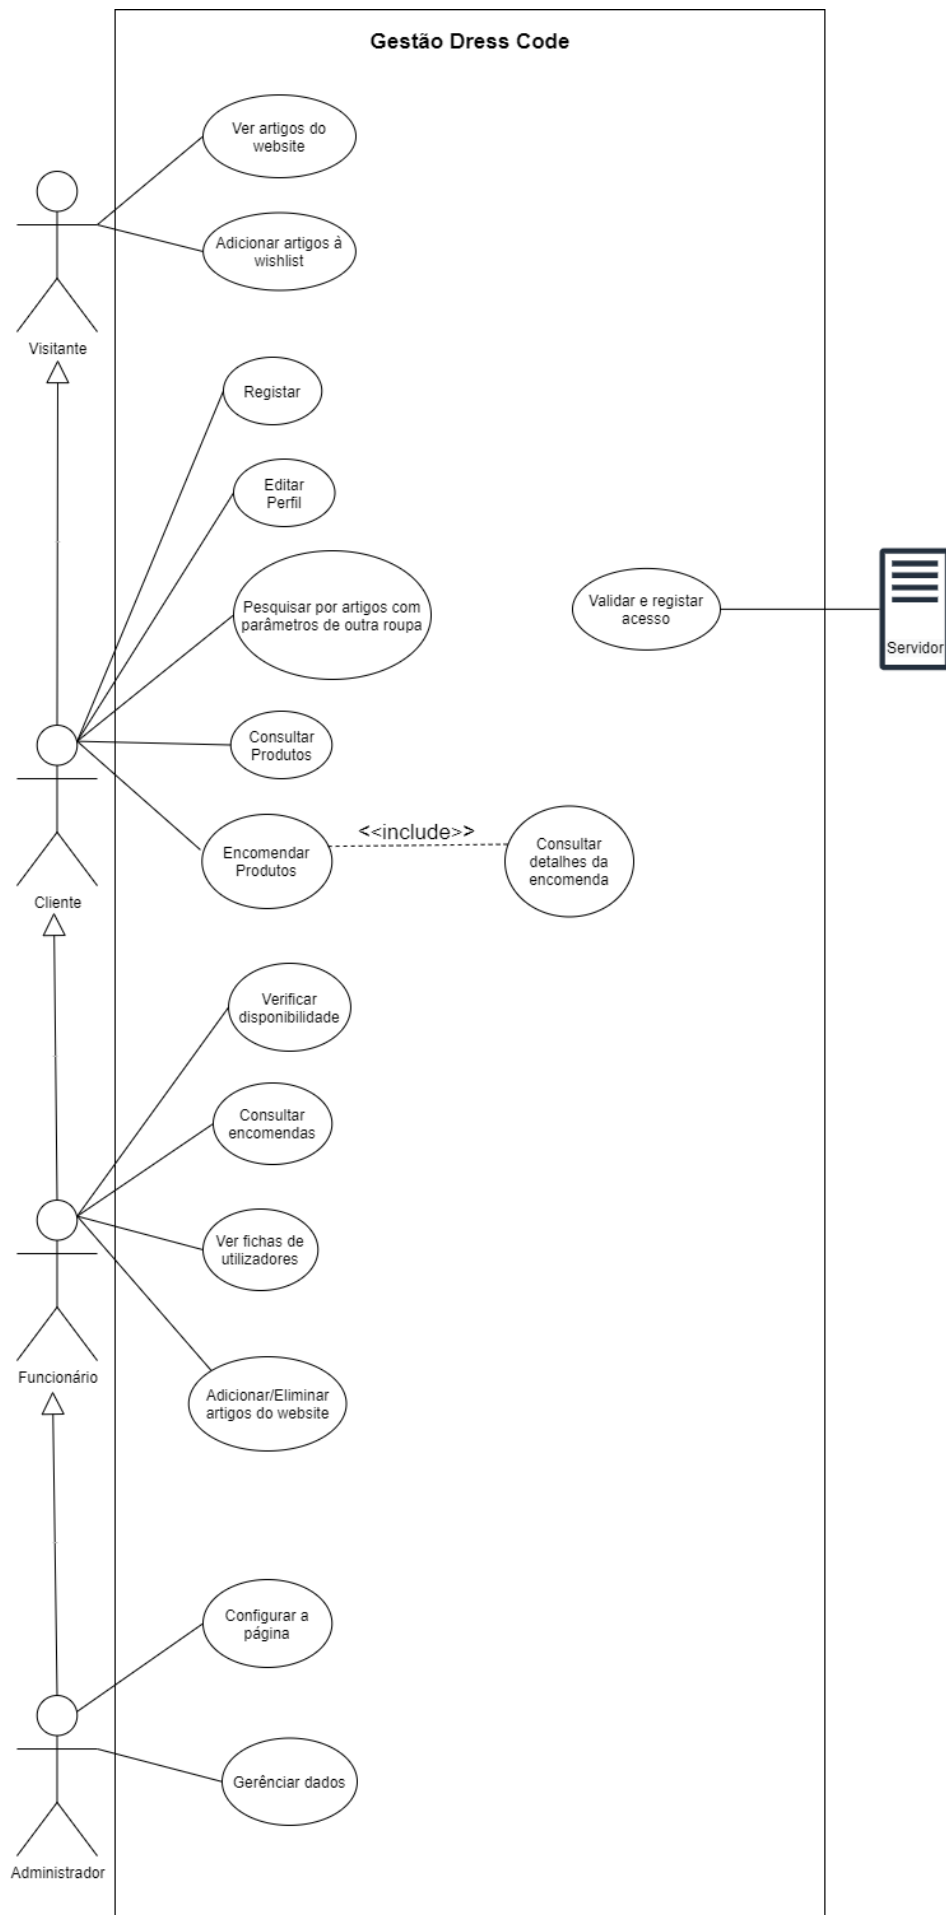 Gestão Dress Code
Ver artigos do
website
Adicionar artigos à
wishlist
Visitante
Registar
Editar
Perfil
Pesquisar por artigos com
parâmetros de outra roupa
Validar e registar
acesso
Servidor
Consultar
Produtos
Encomendar
Produtos
<<include>>
Consultar
detalhes da
encomenda
Cliente
Verificar
disponibilidade
Consultar
encomendas
Ver fichas de
utilizadores
Funcionário
Adicionar/Eliminar
artigos do website
Configurar a
página
Gerênciar dados
Administrador